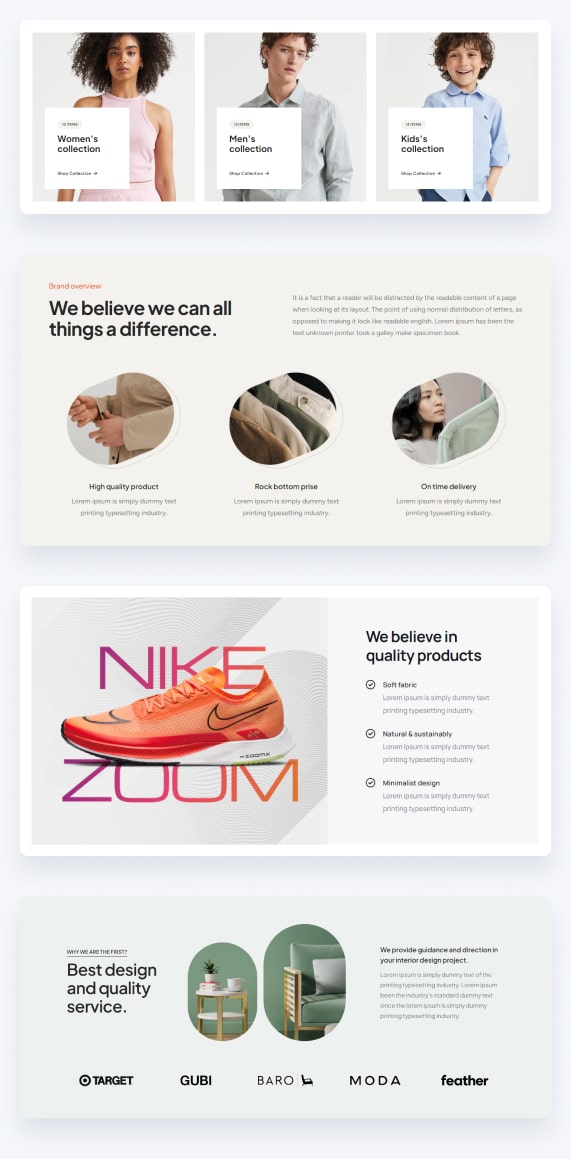 12 ITEMS
Women's
collection
Shop Collection →
12 ITEMS
Men's
collection
Shop Collection →
12 ITEMS
Kids's
collection
Shop Collection →
Brand overview
We believe we can all
things a difference.
It is a fact that a reader will be distracted by the readable content of a page
when looking at its layout. The point of using normal distribution of letters, as
opposed to making it look like readable english. Lorem ipsum has been the
text unknown printer took a galley make specimen book.
High quality product
Lorem ipsum is simply dummy text
printing typesetting industry.
Rock bottom prise
Lorem ipsum is simply dummy text
printing typesetting industry.
On time delivery
Lorem ipsum is simply dummy text
printing typesetting industry.
NIKE
ZOOMX
ZOOM
We believe in
quality products
Soft fabric
Lorem ipsum is simply dummy text
printing typesetting industry.
Natural & sustainably
Lorem ipsum is simply dummy text
printing typesetting industry.
Minimalist design
Lorem ipsum is simply dummy text
printing typesetting industry.
WHY WE ARE THE FIRST?
Best design
and quality
service.
We provide guidance and direction in
your interior design project.
Lorem ipsum is simply dummy text of the
printing typesetting industry. Lorem ipsum
been the industry's standard dummy text
since the lorem ipsum is simply dummy
printing typesetting industry.
TARGET
GUBI
BARO
MODA
feather